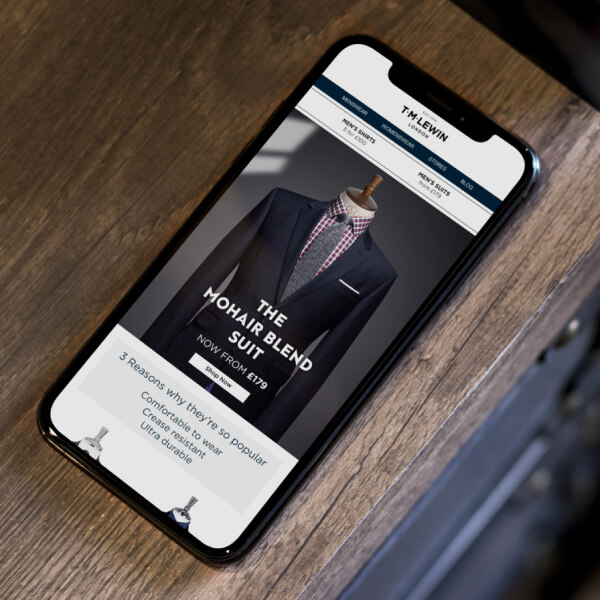 T·M·LEWIN
LONDON
MENSWEAR WOMENSWEAR STORES BLOG
MEN'S SHIRTS
5 for £100
MEN'S SUITS
from £179
THE
MOHAIR BLEND
SUIT
NOW FROM £179
Shop Now
3 Reasons why they're so popular
Comfortable to wear
Crease resistant
Ultra durable